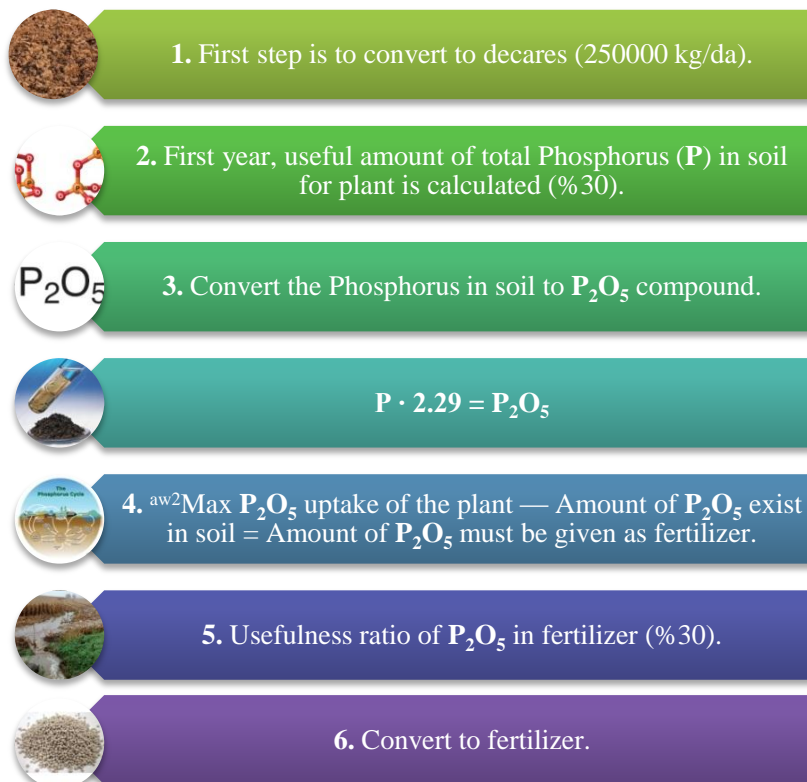 1. First step is to convert to decares (250000 kg/da).
2. First year, useful amount of total Phosphorus (P) in soil
for plant is calculated (%30).
P₂O₅
3. Convert the Phosphorus in soil to P₂O₅ compound.
P · 2.29 = P₂O₅
The
Phosphorus Cycle
4. ᵃʷ²Max P₂O₅ uptake of the plant — Amount of P₂O₅ exist
in soil = Amount of P₂O₅ must be given as fertilizer.
5. Usefulness ratio of P₂O₅ in fertilizer (%30).
6. Convert to fertilizer.